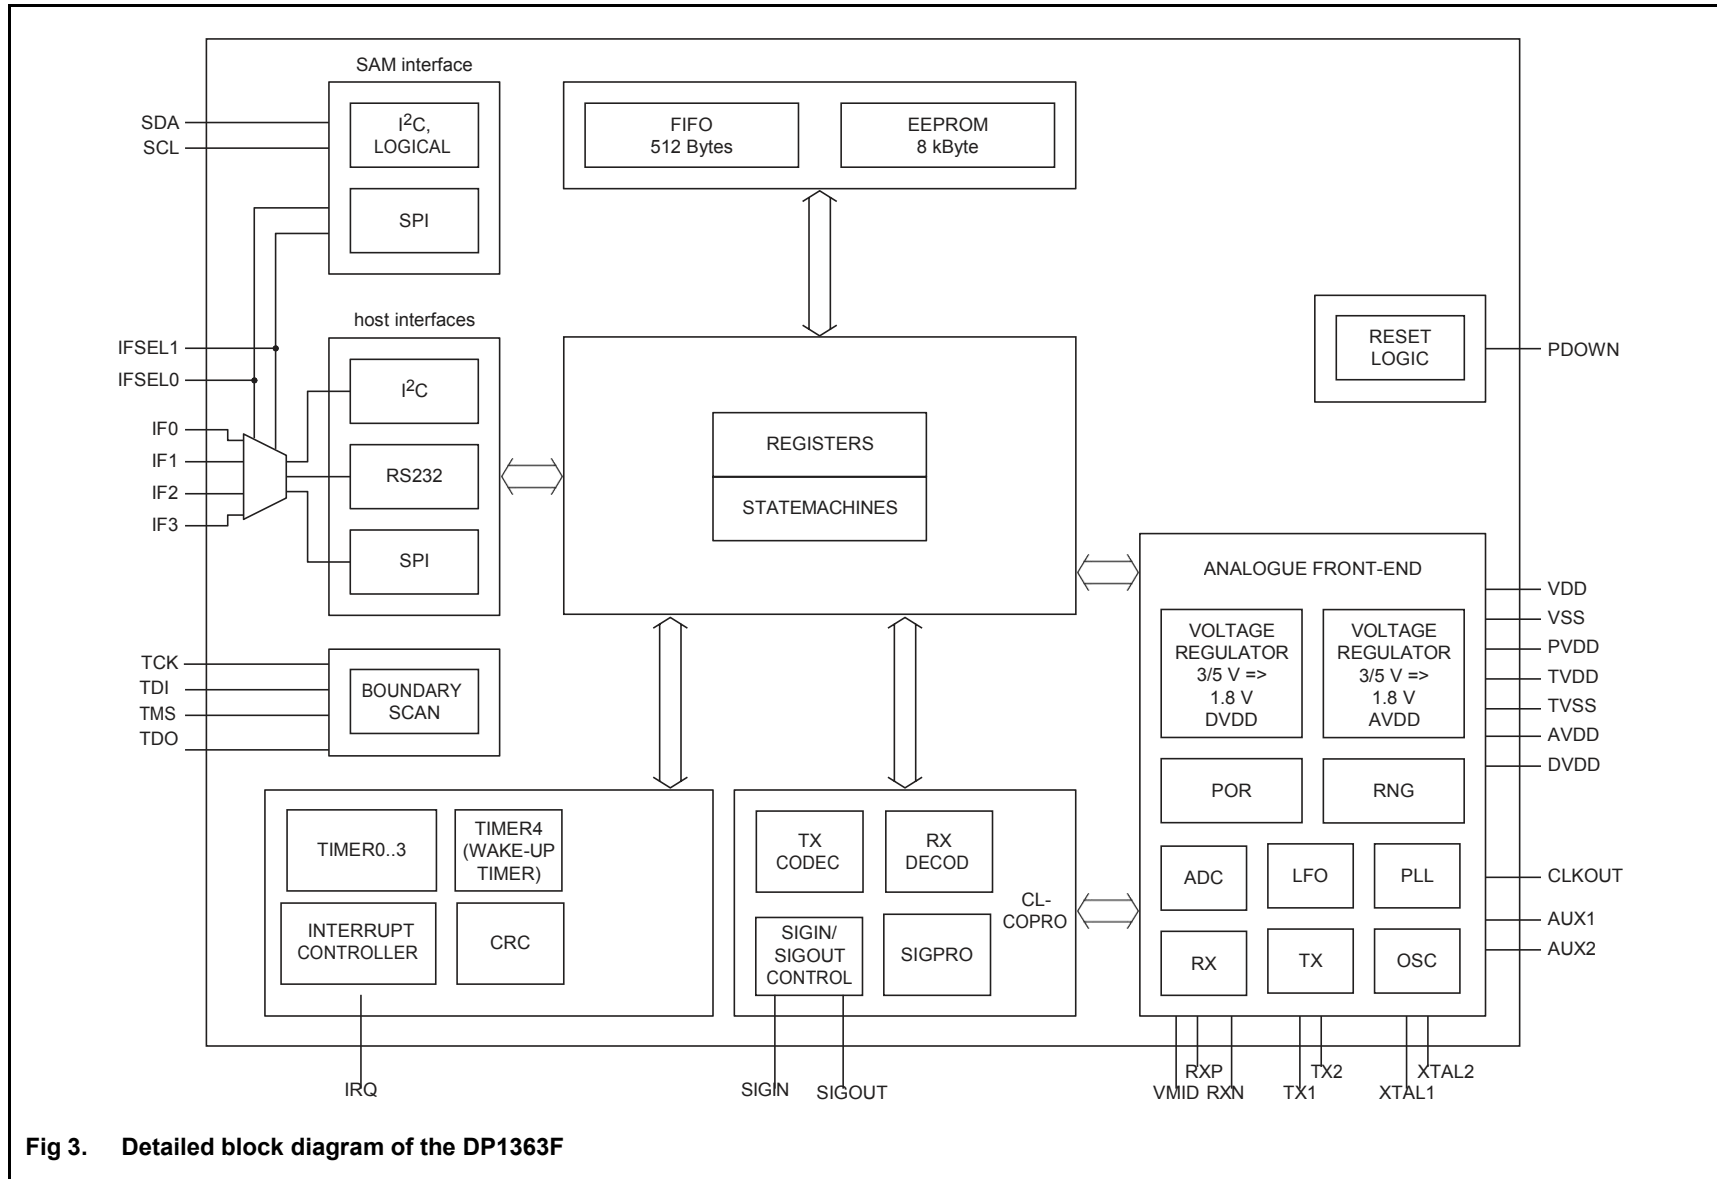 SAM interface
SDA
SCL
I²C,
LOGICAL
SPI
FIFO
512 Bytes
EEPROM
8 kByte
host interfaces
IFSEL1
IFSEL0
IF0
IF1
IF2
IF3
I²C
RS232
SPI
REGISTERS
STATEMACHINES
RESET
LOGIC
PDOWN
TCK
TDI
TMS
TDO
BOUNDARY
SCAN
ANALOGUE FRONT-END
VOLTAGE
REGULATOR
3/5 V =>
1.8 V
DVDD
VOLTAGE
REGULATOR
3/5 V =>
1.8 V
AVDD
POR
RNG
ADC
LFO
PLL
RX
TX
OSC
VDD
VSS
PVDD
TVDD
TVSS
AVDD
DVDD
CLKOUT
AUX1
AUX2
TIMER0..3
TIMER4
(WAKE-UP
TIMER)
INTERRUPT
CONTROLLER
CRC
TX
CODEC
RX
DECOD
CL-
COPRO
SIGIN/
SIGOUT
CONTROL
SIGPRO
IRQ
SIGIN
SIGOUT
VMID
RXP
RXN
TX1
TX2
XTAL1
XTAL2
Fig 3. Detailed block diagram of the DP1363F